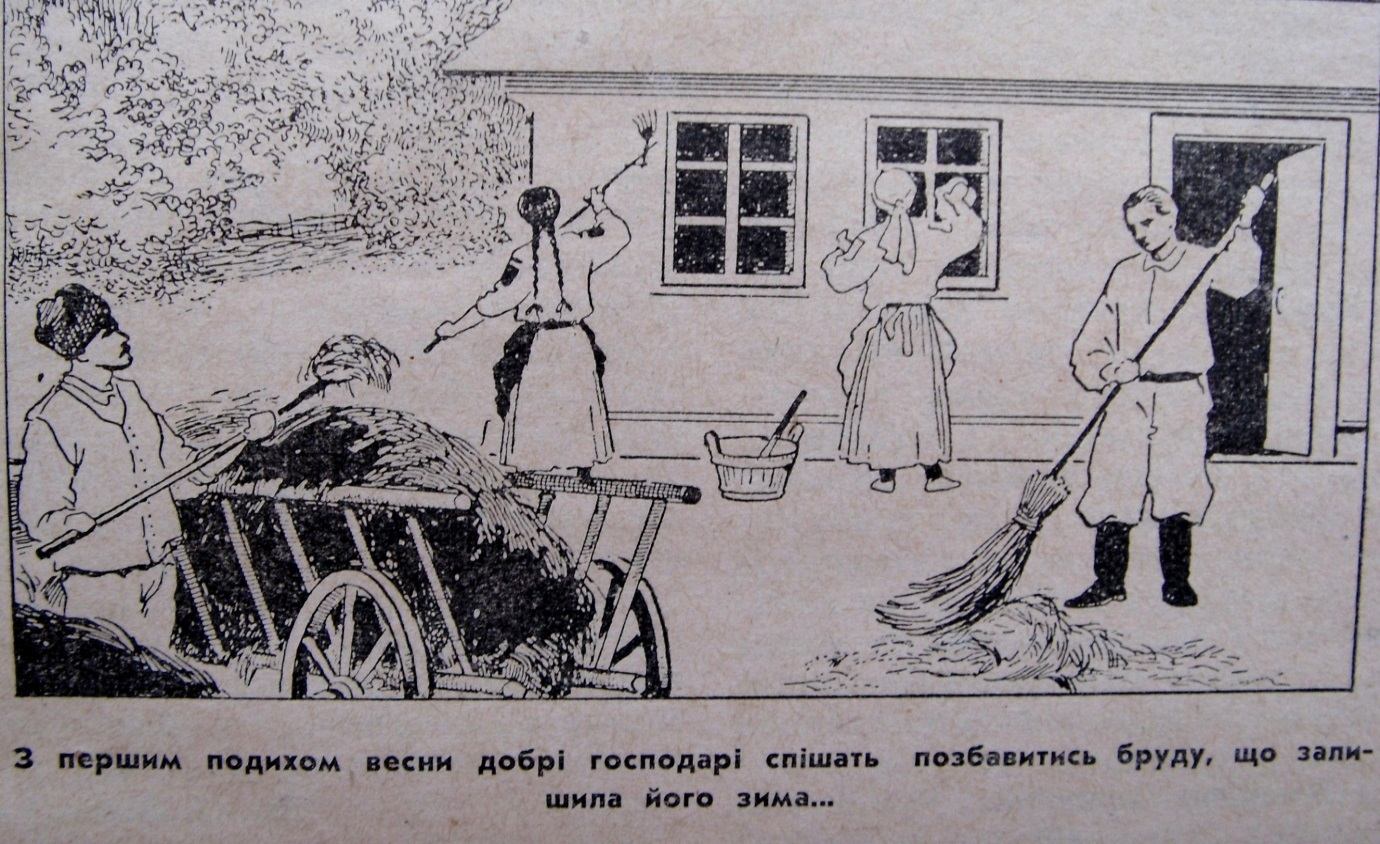 З першим подихом весни добрі господарі спішать позбавитись бруду, що зали-
шила його зима...